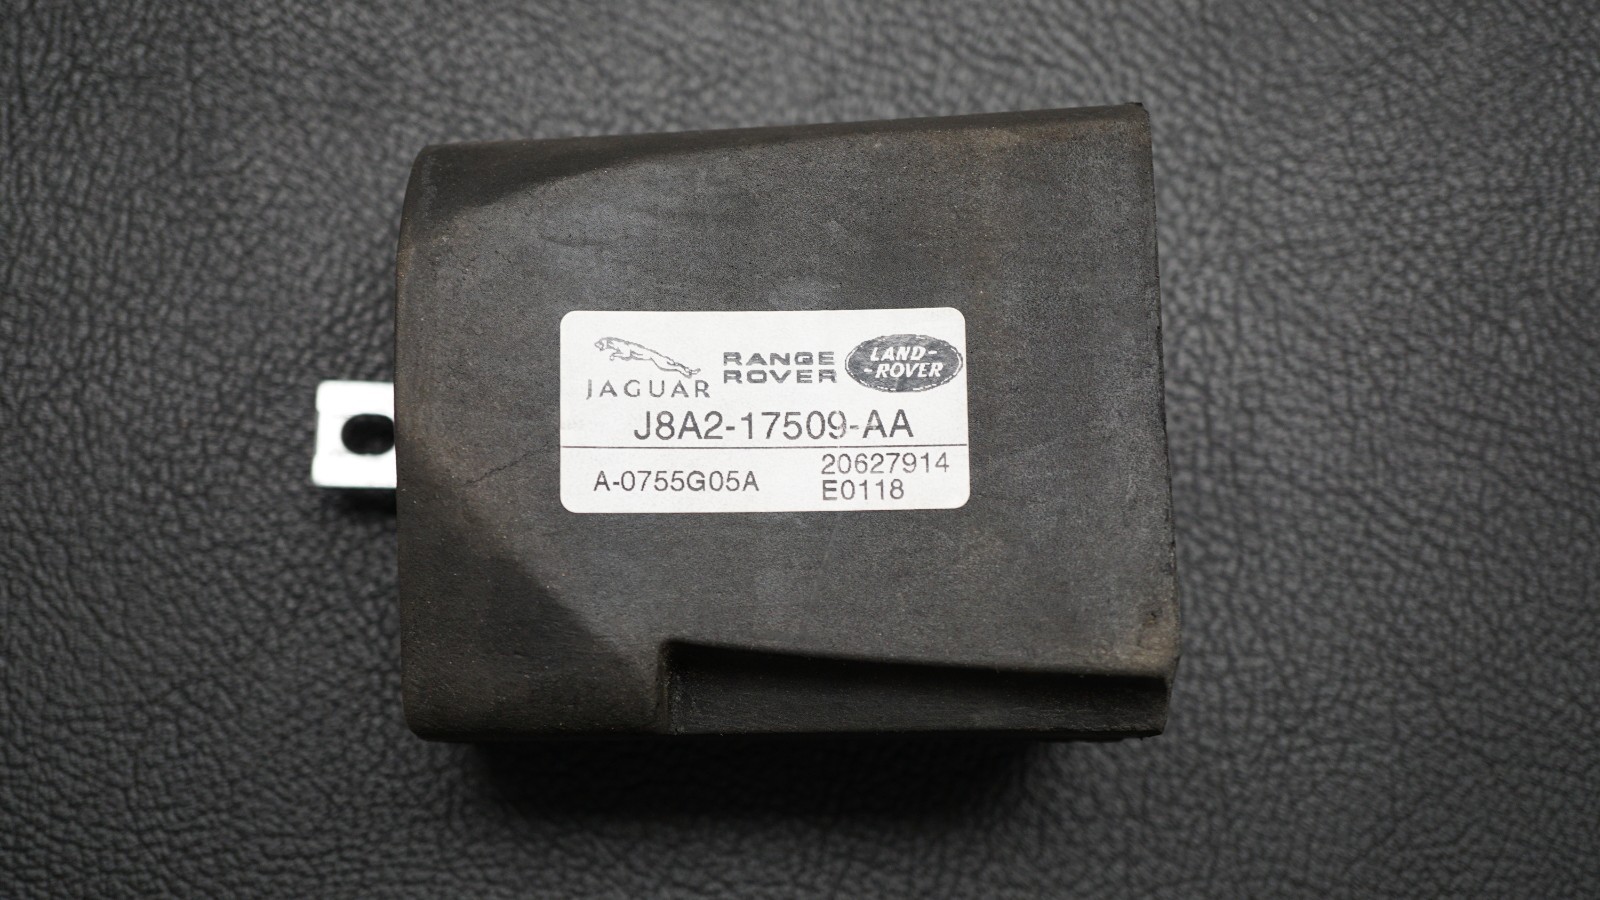 JAGUAR
RANGE
ROVER
LAND-
-ROVER
J8A2-17509-AA
A-0755G05A
20627914
E0118